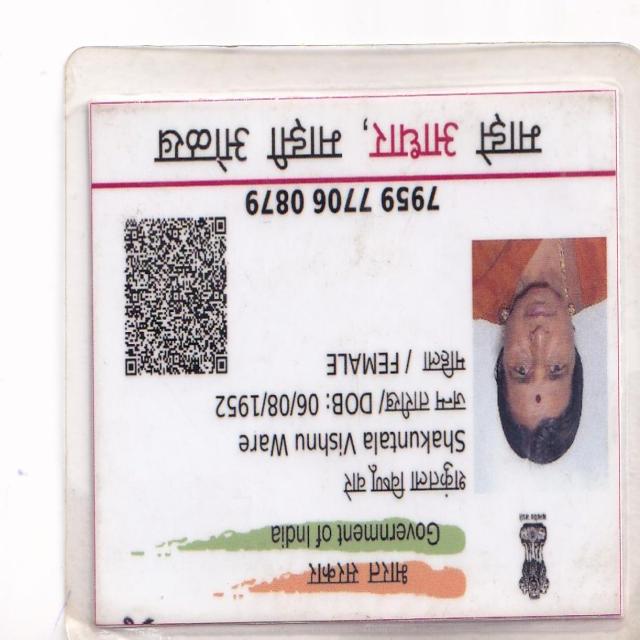 भारत सरकार
Government of India
शकुंतला विष्णू वारे
Shakuntala Vishnu Ware
जन्म तारीख/ DOB: 06/08/1952
महिला / FEMALE
7959 7706 0879
माझे आधार, माझी ओळख